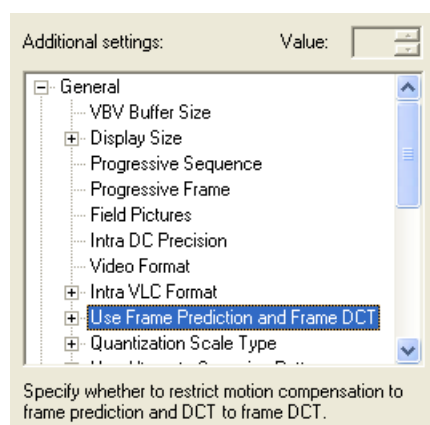 Additional settings: Value:
General
VBV Buffer Size
Display Size
Progressive Sequence
Progressive Frame
Field Pictures
Intra DC Precision
Video Format
Intra VLC Format
Use Frame Prediction and Frame DCT
Quantization Scale Type
Specify whether to restrict motion compensation to
frame prediction and DCT to frame DCT.